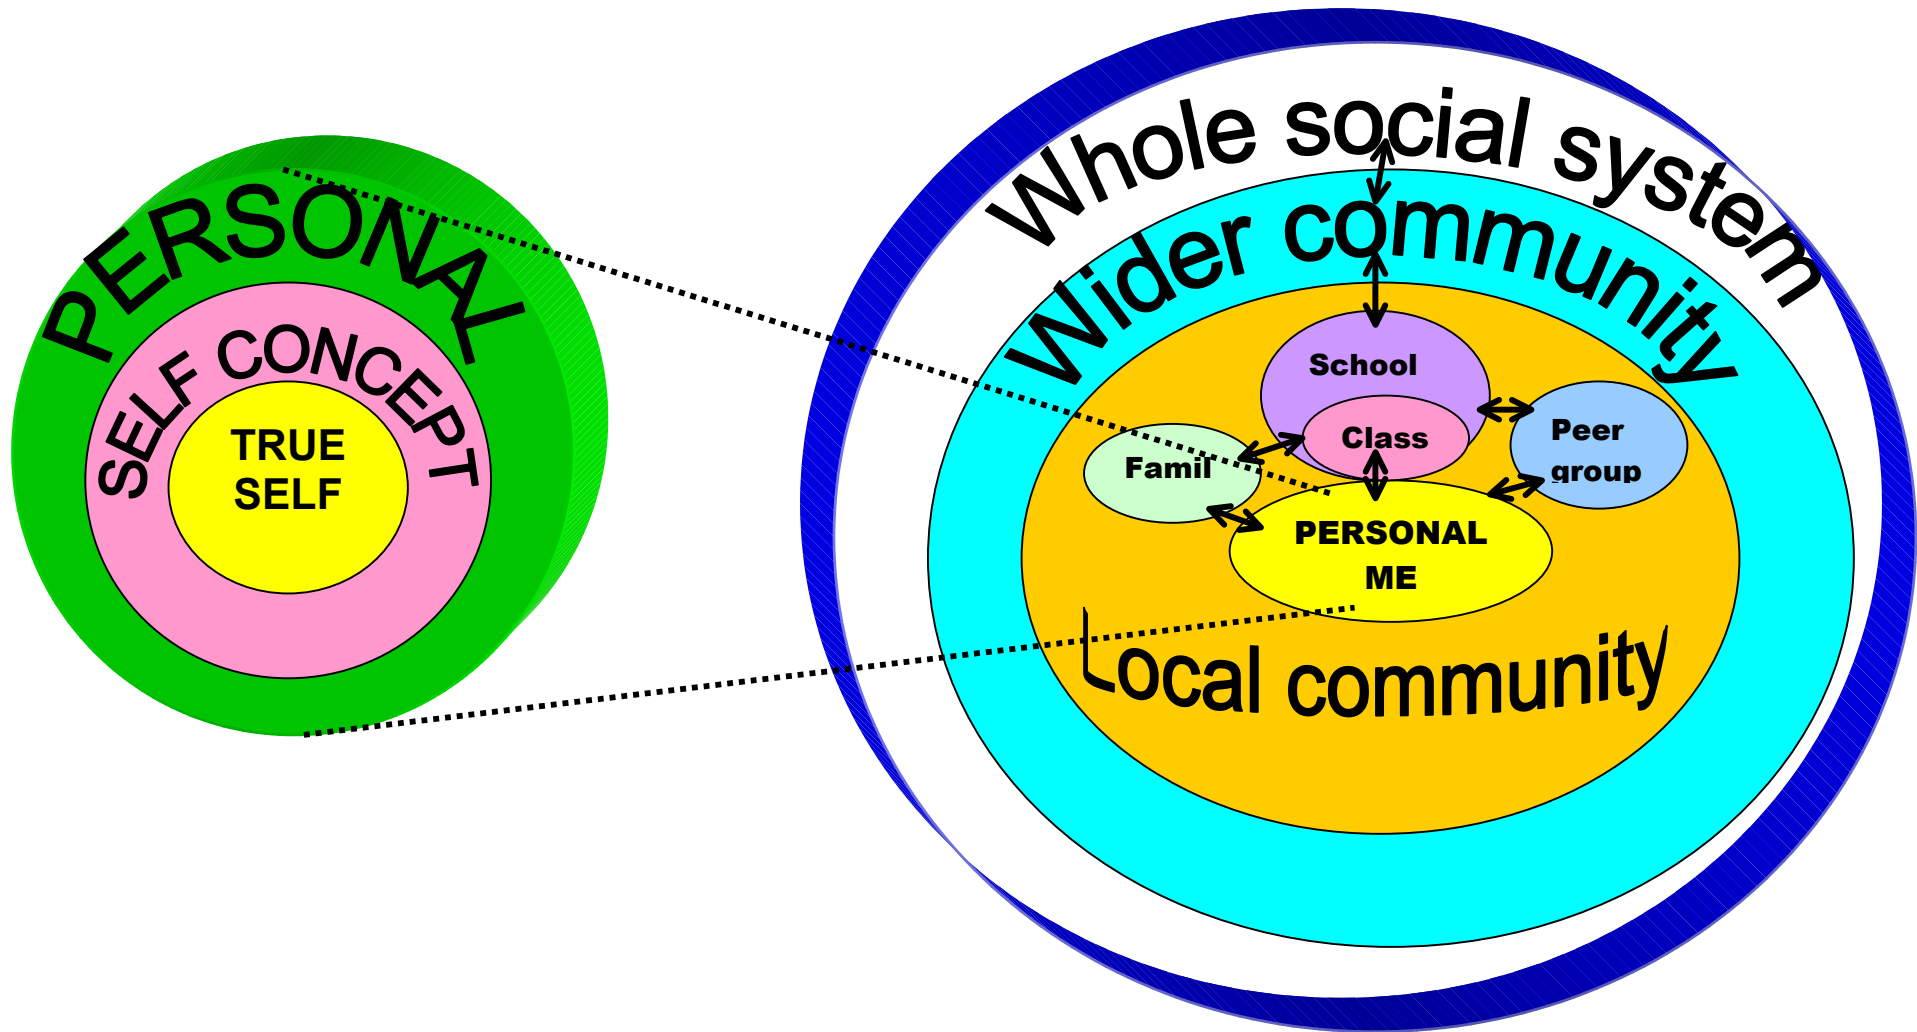 PERSONAL
SELF CONCEPT
TRUE
SELF
Whole social system
Wider community
School
Class
Peer
group
Famil
PERSONAL
ME
Local community